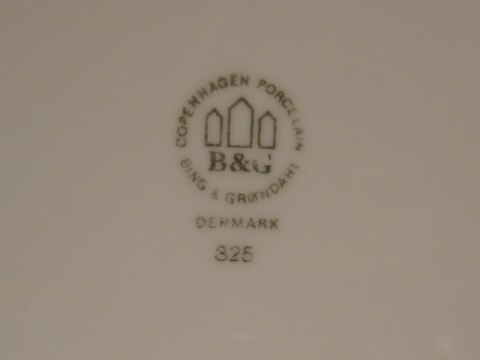 COPENHAGEN PORCELAIN
B&G
BING & GRØNDAHL
DENMARK
325